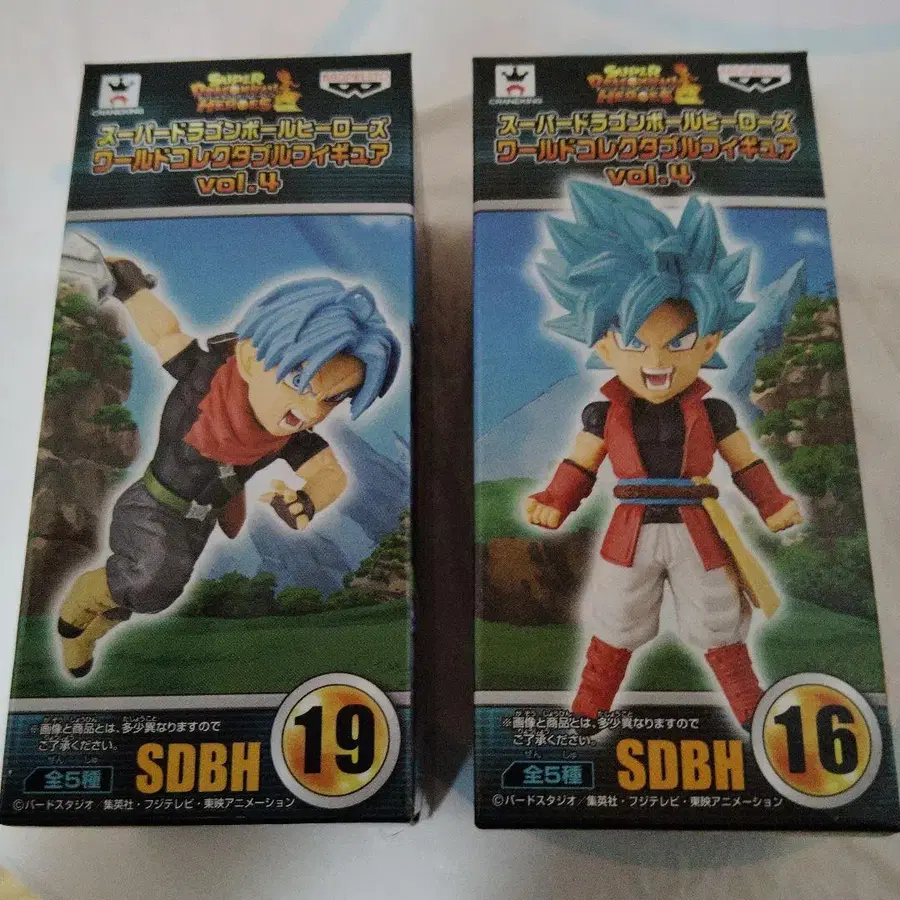 CRANEKING
SUPER
DRAGONBALL
HEROES
BANPRESTO
スーパードラゴンボールヒーローズ
ワールドコレクタブルフィギュア
vol.4
※画像と商品とは、多少異なりますので
ご了承ください。
全5種
SDBH
19
©バードスタジオ／集英社・フジテレビ・東映アニメーション
CRANEKING
SUPER
DRAGONBALL
HEROES
BANPRESTO
スーパードラゴンボールヒーローズ
ワールドコレクタブルフィギュア
vol.4
※画像と商品とは、多少異なりますので
ご了承ください。
全5種
SDBH
16
©バードスタジオ／集英社・フジテレビ・東映アニメーション